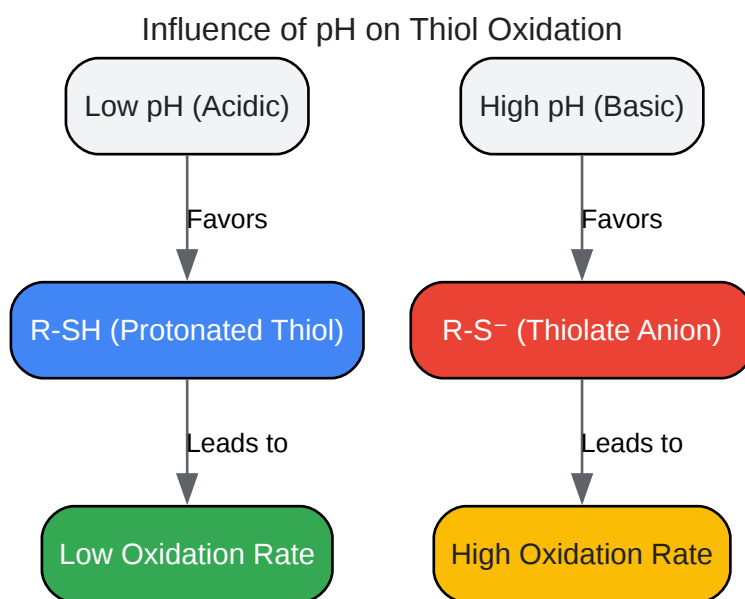 Influence of pH on Thiol Oxidation
Low pH (Acidic)
High pH (Basic)
Favors
Favors
R-SH (Protonated Thiol)
R-S⁻ (Thiolate Anion)
Leads to
Leads to
Low Oxidation Rate
High Oxidation Rate